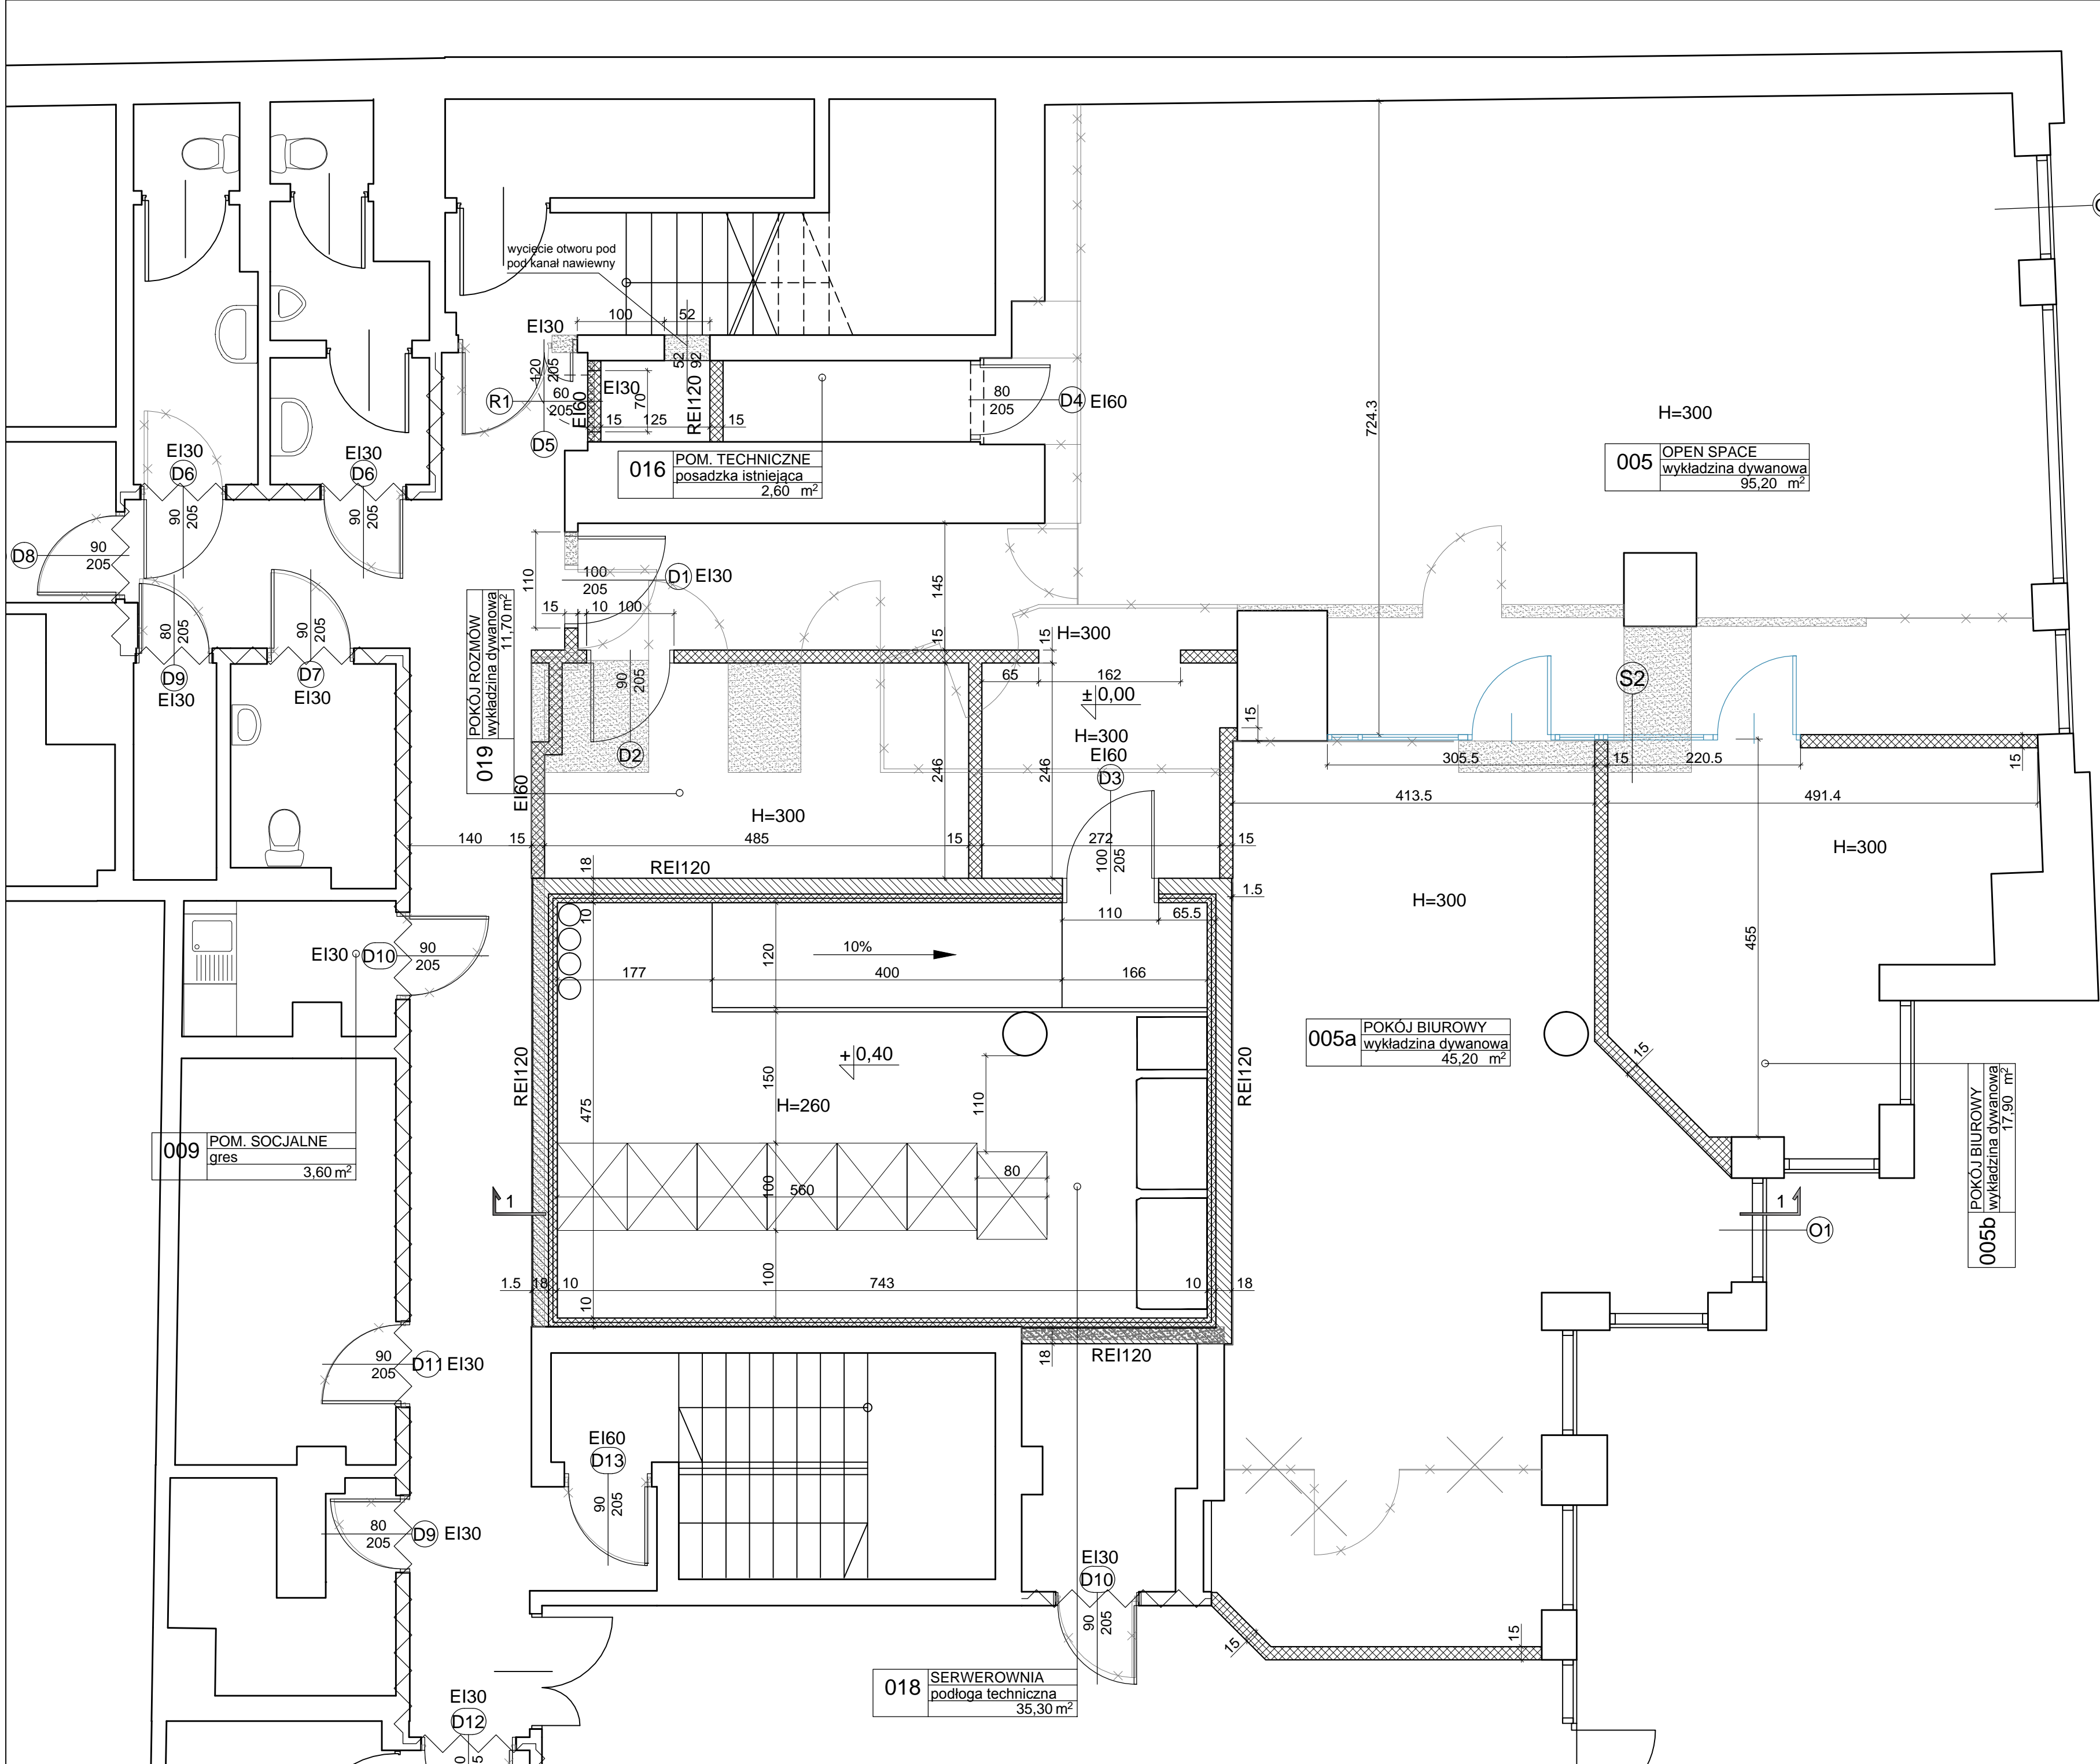 wycięcie otworu pod
pod kanał nawiewny
100
52
EI30
120
205
52
92
R1
60
205
EI60
EI30
70
REI120
15
125
15
D5
80
205
D4 EI60
724.3
H=300
005
OPEN SPACE
wykładzina dywanowa
95,20 m²
016
POM. TECHNICZNE
posadzka istniejąca
2,60 m²
EI30
D6
90
205
EI30
D6
90
205
D8
90
205
110
100
205
D1 EI30
15
10
100
145
15
80
205
D9
EI30
90
205
D7
EI30
019
POKÓJ ROZMÓW
wykładzina dywanowa
11,70 m²
EI60
90
205
D2
15
H=300
65
162
±0,00
H=300
EI60
D3
246
246
15
S2
305.5
15
220.5
15
413.5
491.4
H=300
H=300
140
15
485
15
272
15
100
205
18
REI120
1.5
H=300
455
10
110
65.5
10%
120
177
400
166
EI30
D10
90
205
+0,40
150
H=260
475
110
REI120
REI120
005a
POKÓJ BIUROWY
wykładzina dywanowa
45,20 m²
15
005b
POKÓJ BIUROWY
wykładzina dywanowa
17,90 m²
009
POM. SOCJALNE
gres
3,60 m²
100
560
80
1
1
O1
1.5
18
10
100
743
10
18
10
18
REI120
90
205
D11 EI30
EI60
D13
90
205
80
205
D9 EI30
EI30
D10
90
205
15
15
018
SERWEROWNIA
podłoga techniczna
35,30 m²
EI30
D12